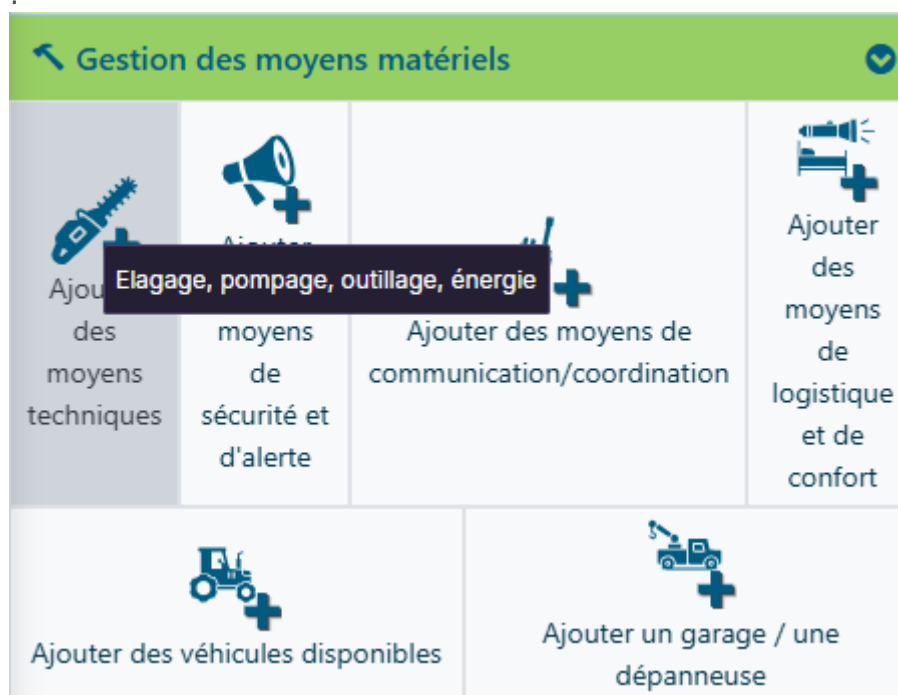 Gestion des moyens matériels
Elagage, pompage, outillage, énergie
des
moyens
techniques
moyens
de
sécurité et
d'alerte
Ajouter des moyens de
communication/coordination
Ajouter
des
moyens
de
logistique
et de
confort
Ajouter des véhicules disponibles
Ajouter un garage / une
dépanneuse